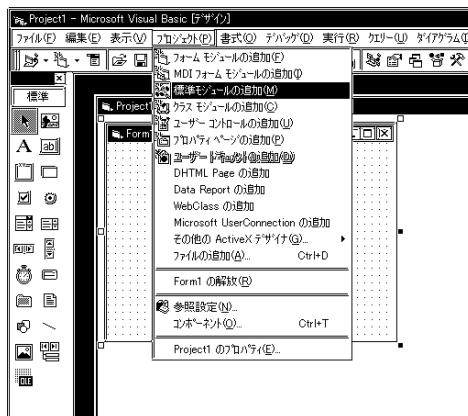 Project1 - Microsoft Visual Basic [ﾃﾞｻﾞｲﾝ]
ﾌｧｲﾙ(F) 編集(E) 表示(V) ﾌﾟﾛｼﾞｪｸﾄ(P) 書式(O) ﾃﾞﾊﾞｯｸﾞ(D) 実行(R) ｸｴﾘｰ(U) ﾀﾞｲｱｸﾞﾗﾑ(
標準
Project1
Form
ﾌｫｰﾑ ﾓｼﾞｭｰﾙの追加(F)
MDI ﾌｫｰﾑ ﾓｼﾞｭｰﾙの追加(I)
標準ﾓｼﾞｭｰﾙの追加(M)
ｸﾗｽ ﾓｼﾞｭｰﾙの追加(C)
ﾕｰｻﾞｰ ｺﾝﾄﾛｰﾙの追加(U)
ﾌﾟﾛﾊﾟﾃｨ ﾍﾟｰｼﾞの追加(P)
ﾕｰｻﾞｰ ﾄﾞｷｭﾒﾝﾄの追加(D)
DHTML Page の追加
Data Report の追加
WebClass の追加
Microsoft UserConnection の追加
その他の ActiveX ﾃﾞｻﾞｲﾅ(G)...
ﾌｧｲﾙの追加(A)... Ctrl+D
Form1 の解放(R)
参照設定(N)...
ｺﾝﾎﾟｰﾈﾝﾄ(O)... Ctrl+T
Project1 のﾌﾟﾛﾊﾟﾃｨ(E)...
A
ab
OLE